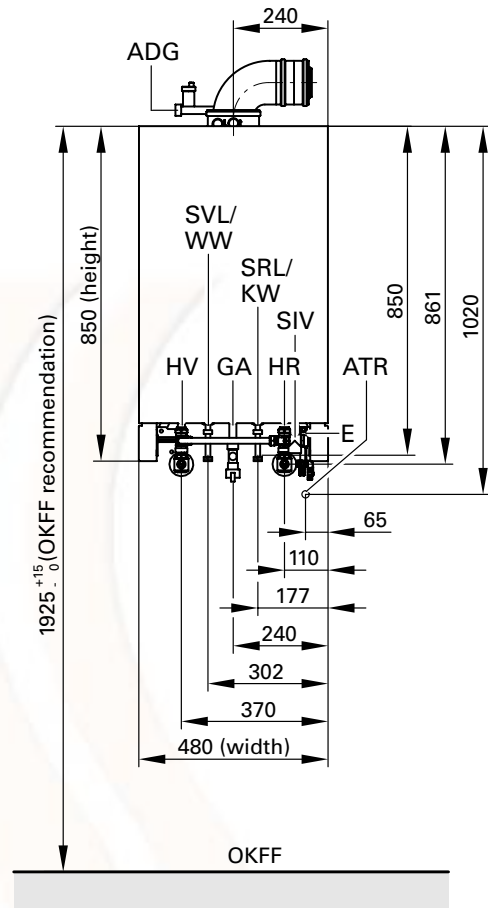 240
ADG
SVL/
WW
SRL/
KW
SIV
HV
GA
HR
ATR
E
850 (height)
850
861
1020
1925 +15 - 0 (OKFF recommendation)
65
110
177
240
302
370
480 (width)
OKFF